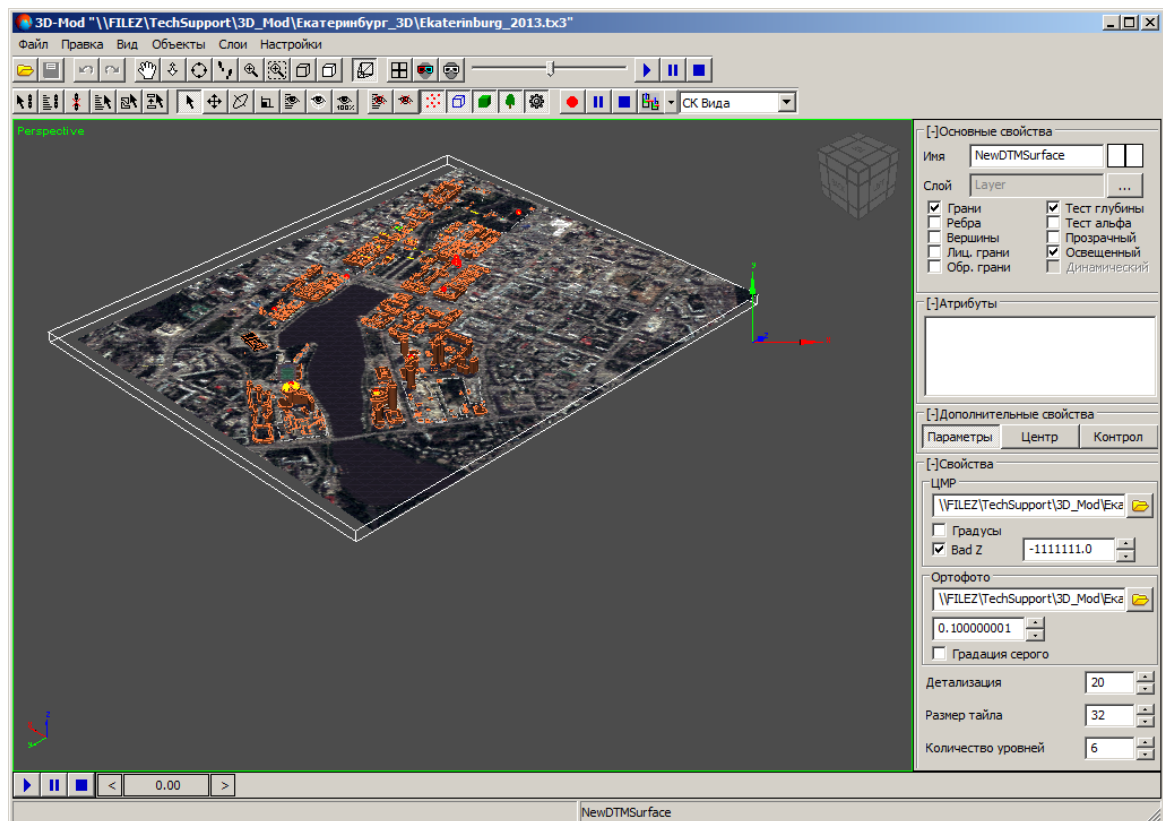 3D-Mod "\\FILEZ\TechSupport\3D_Mod\Екатеринбург_3D\Ekaterinburg_2013.tx3"
Файл Правка Вид Объекты Слои Настройки
100%
СК Вида
Perspective
[-]Основные свойства
Имя NewDTMSurface
Слой Layer ...
Грани Тест глубины
Ребра Тест альфа
Вершины Прозрачный
Лиц. грани Освещенный
Обр. грани Динамический
[-]Атрибуты
[-]Дополнительные свойства
Параметры Центр Контрол
[-]Свойства
ЦМР
\\FILEZ\TechSupport\3D_Mod\Ека
Градусы
Bad Z -1111111.0
Ортофото
\\FILEZ\TechSupport\3D_Mod\Ека
0.100000001
Градация серого
Детализация 20
Размер тайла 32
Количество уровней 6
y
z
z
y
< 0.00 >
NewDTMSurface